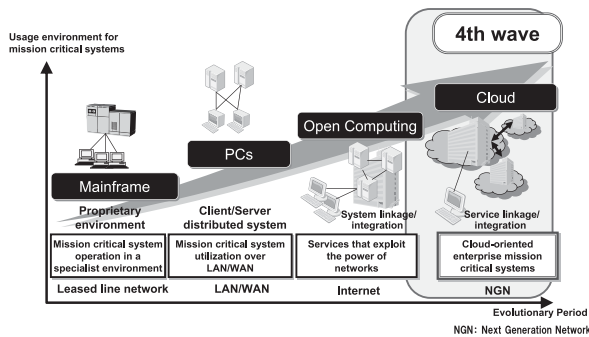 Usage environment for
mission critical systems
4th wave
Cloud
Open Computing
PCs
Mainframe
Proprietary
environment
Client/Server
distributed system
System linkage/
integration
Service linkage/
integration
Mission critical system
operation in a
specialist environment
Mission critical system
utilization over
LAN/WAN
Services that exploit
the power of
networks
Cloud-oriented
enterprise mission
critical systems
Leased line network
LAN/WAN
Internet
NGN
Evolutionary Period
NGN: Next Generation Network